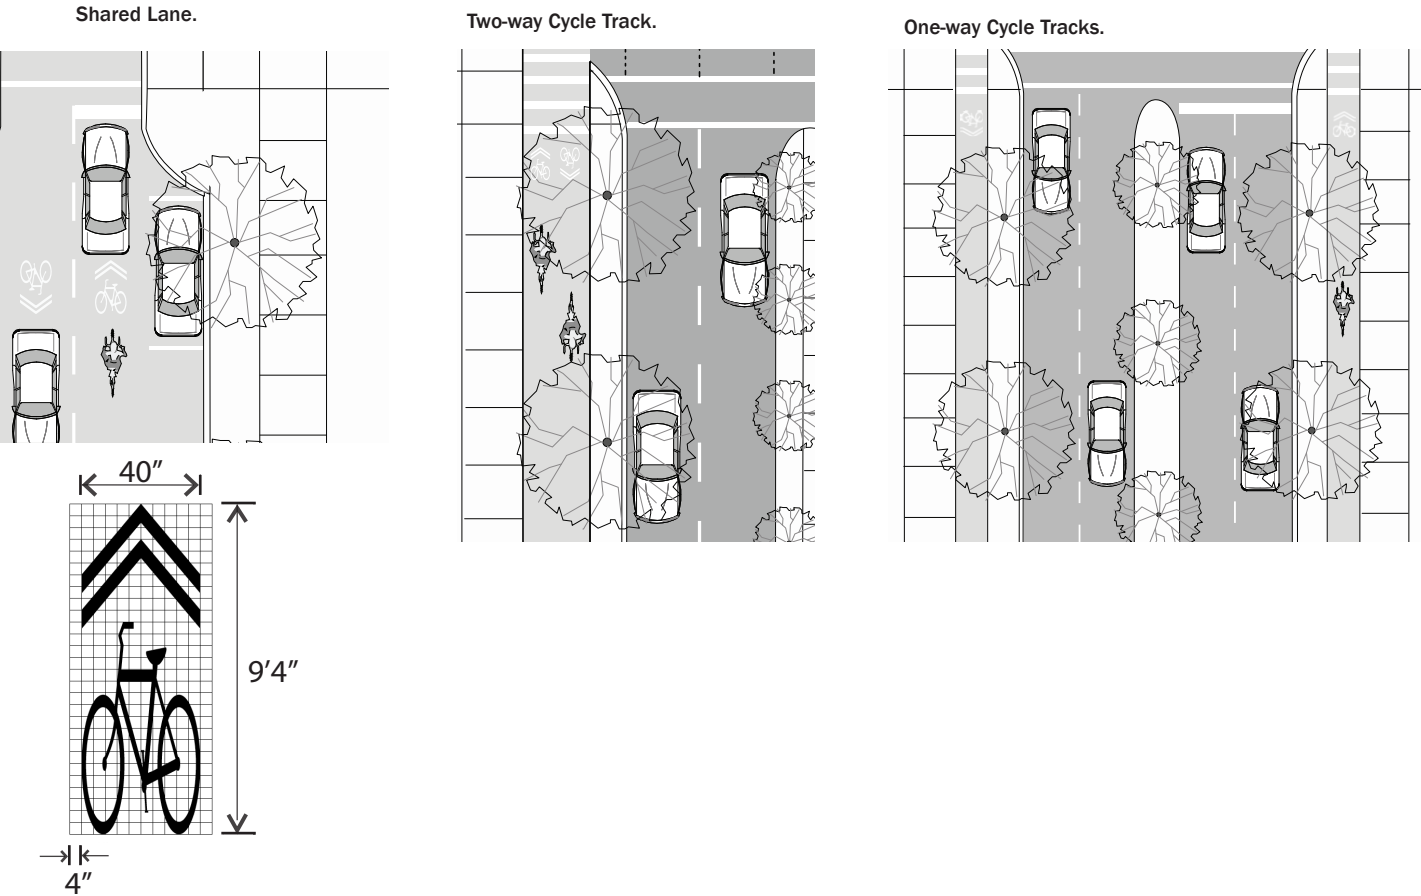 Shared Lane.
Two-way Cycle Track.
One-way Cycle Tracks.
40”
9’4”
4”